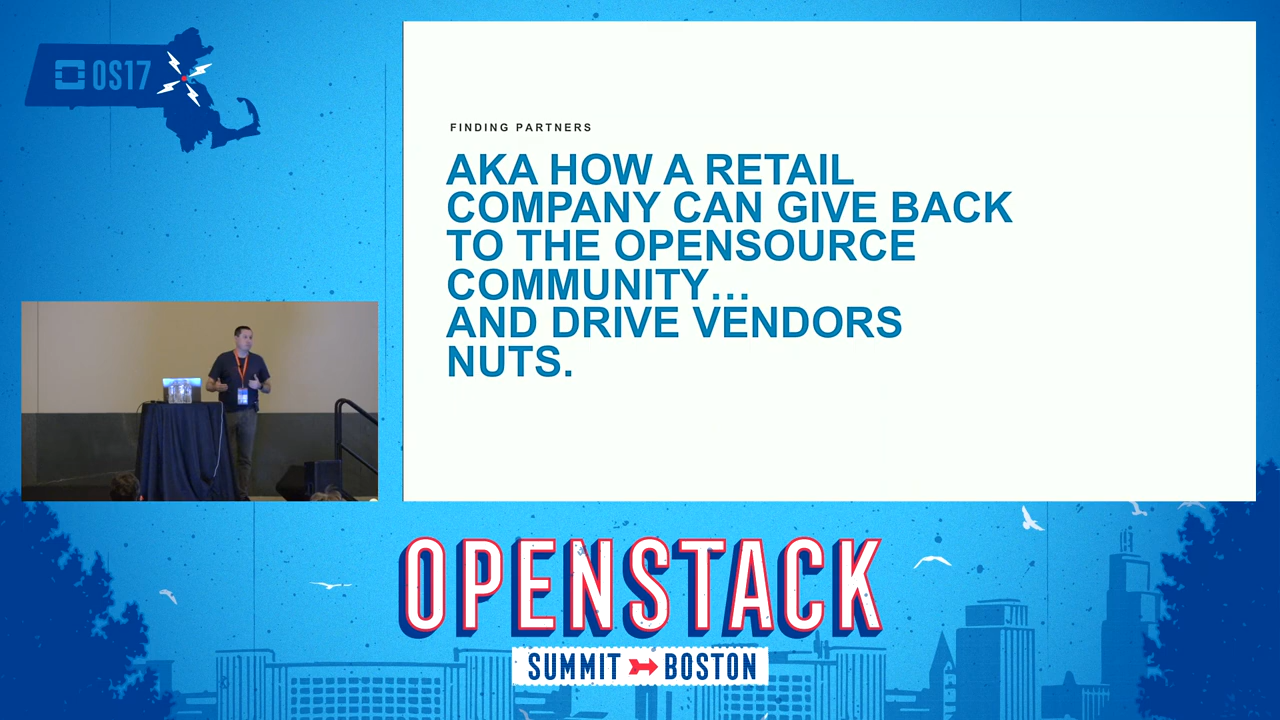 OS17
FINDING PARTNERS
AKA HOW A RETAIL
COMPANY CAN GIVE BACK
TO THE OPENSOURCE
COMMUNITY...
AND DRIVE VENDORS
NUTS.
OPENSTACK
SUMMIT BOSTON